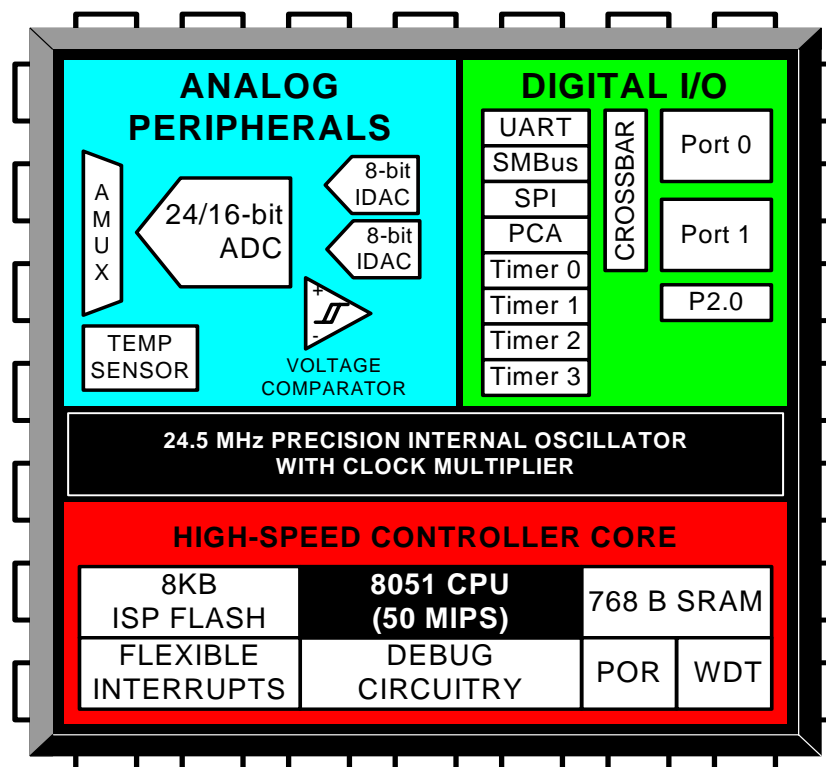 ANALOG
PERIPHERALS
A
M
U
X
24/16-bit
ADC
8-bit
IDAC
8-bit
IDAC
+
-
TEMP
SENSOR
VOLTAGE
COMPARATOR
DIGITAL I/O
UART
SMBus
SPI
PCA
Timer 0
Timer 1
Timer 2
Timer 3
CROSSBAR
Port 0
Port 1
P2.0
24.5 MHz PRECISION INTERNAL OSCILLATOR
WITH CLOCK MULTIPLIER
HIGH-SPEED CONTROLLER CORE
8KB
ISP FLASH
8051 CPU
(50 MIPS)
768 B SRAM
FLEXIBLE
INTERRUPTS
DEBUG
CIRCUITRY
POR
WDT